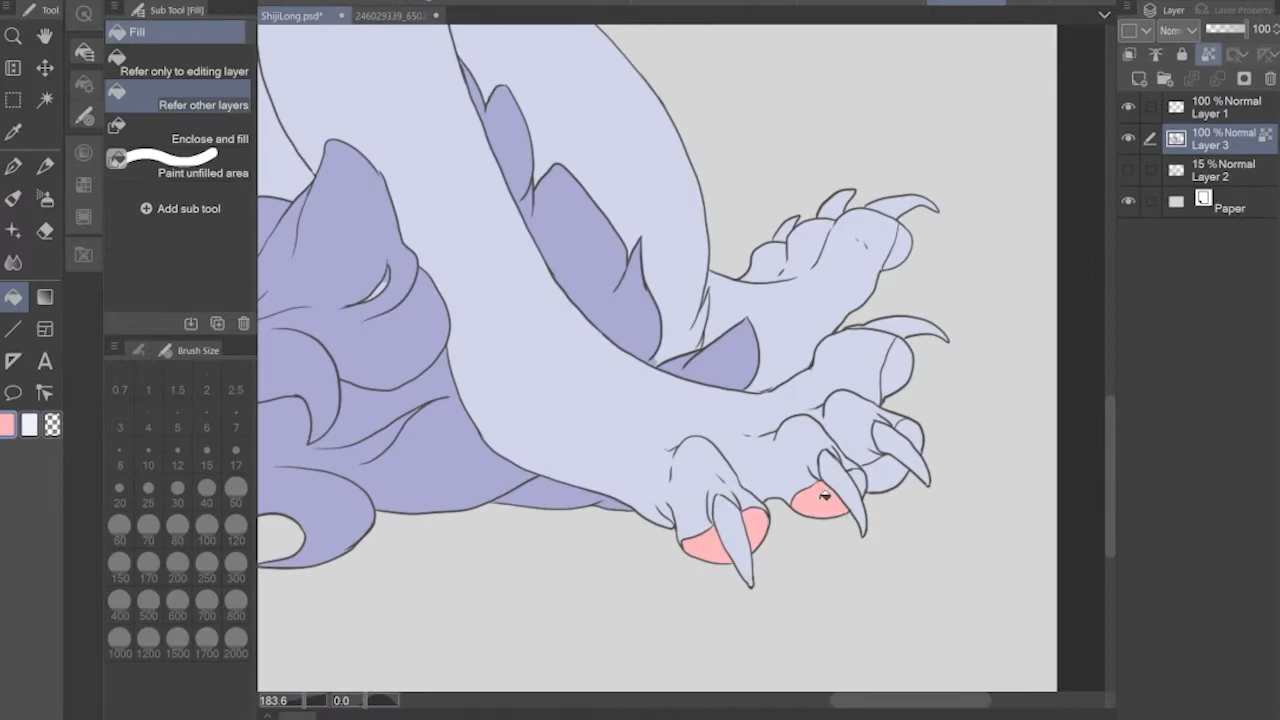 Tool
Sub Tool [Fill]
ShijiLong.psd*
246029339_650.
Layer
Layer Property
Fill
Refer only to editing layer
Refer other layers
Enclose and fill
Paint unfilled area
Add sub tool
Norm
100
100 % Normal
Layer 1
100 % Normal
Layer 3
15 % Normal
Layer 2
Paper
Brush Size
0.7 1 1.5 2 2.5
3 4 5 6 7
8 10 12 15 17
20 25 30 40 50
60 70 80 100 120
150 170 200 250 300
400 500 600 700 800
1000 1200 1500 1700 2000
183.6
0.0